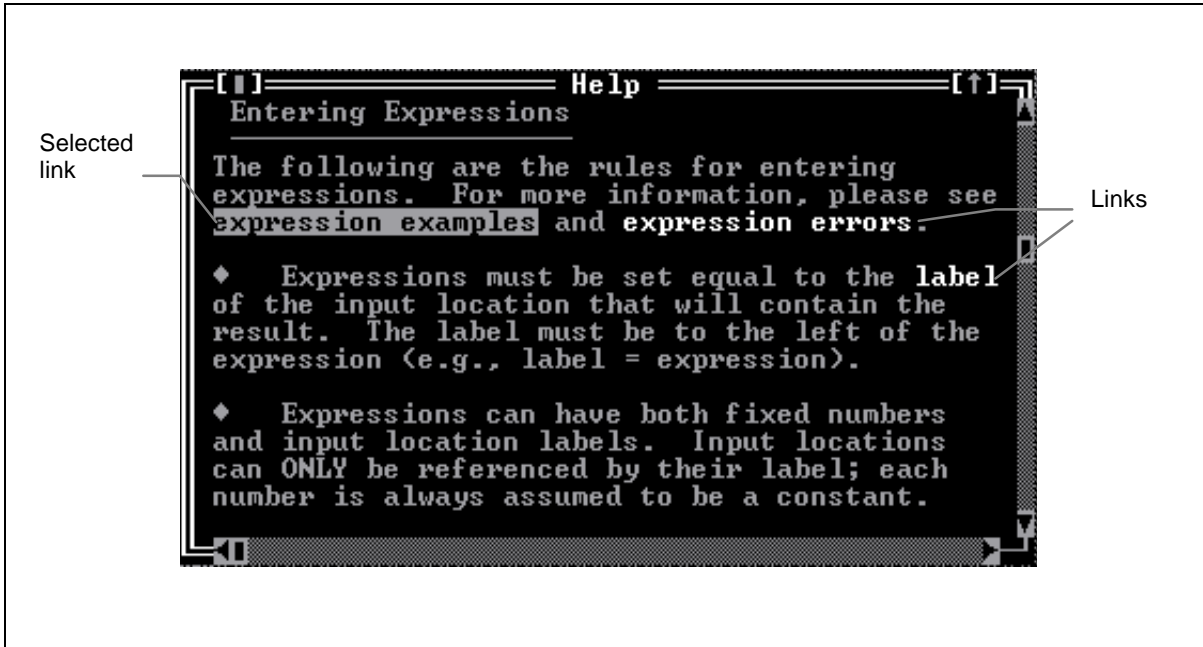 [▮] Help [↑]
Entering Expressions
Selected
link
The following are the rules for entering
expressions. For more information, please see
expression examples and expression errors.
Links
♦ Expressions must be set equal to the label
of the input location that will contain the
result. The label must be to the left of the
expression (e.g., label = expression).
♦ Expressions can have both fixed numbers
and input location labels. Input locations
can ONLY be referenced by their label; each
number is always assumed to be a constant.